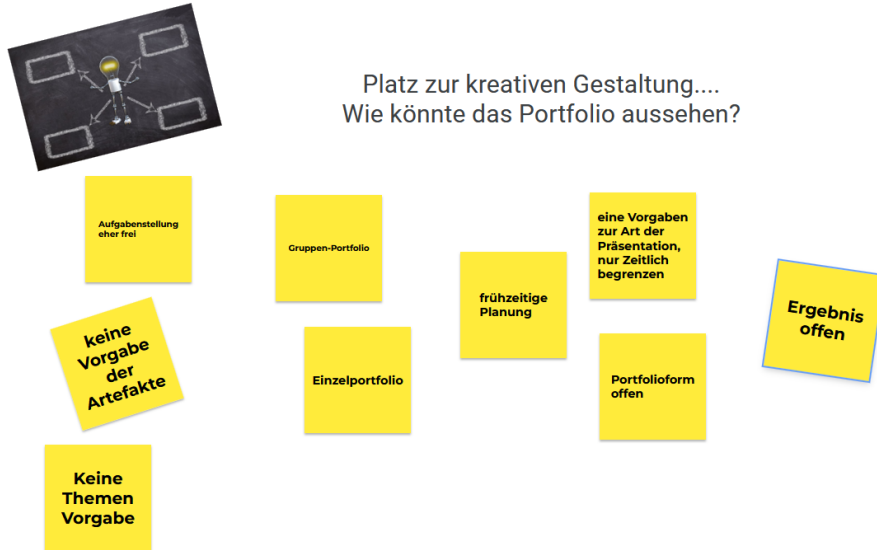 Platz zur kreativen Gestaltung....
Wie könnte das Portfolio aussehen?
Aufgabenstellung
eher frei
Gruppen-Portfolio
eine Vorgaben
zur Art der
Präsentation,
nur Zeitlich
begrenzen
frühzeitige
Planung
Ergebnis
offen
keine
Vorgabe
der
Artefakte
Einzelportfolio
Portfolioform
offen
Keine
Themen
Vorgabe